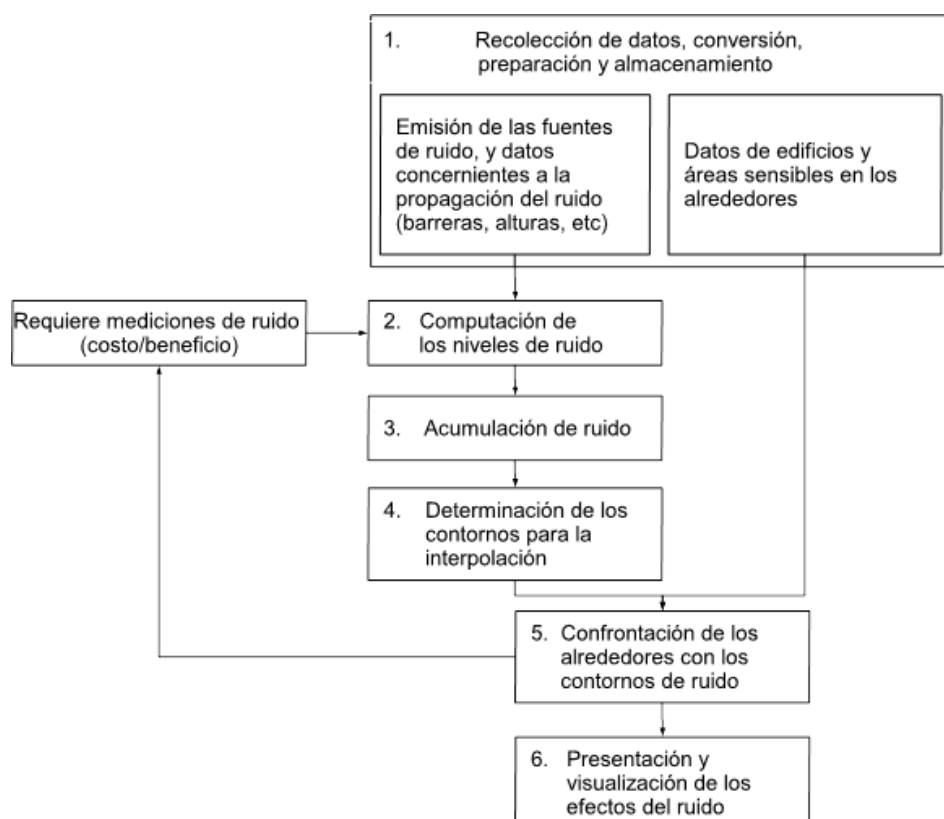 1. Recolección de datos, conversión,
preparación y almacenamiento
Emisión de las fuentes
de ruido, y datos
concernientes a la
propagación del ruido
(barreras, alturas, etc)
Datos de edificios y
áreas sensibles en los
alrededores
Requiere mediciones de ruido
(costo/beneficio)
2. Computación de
los niveles de ruido
3. Acumulación de ruido
4. Determinación de los
contornos para la
interpolación
5. Confrontación de los
alrededores con los
contornos de ruido
6. Presentación y
visualización de los
efectos del ruido